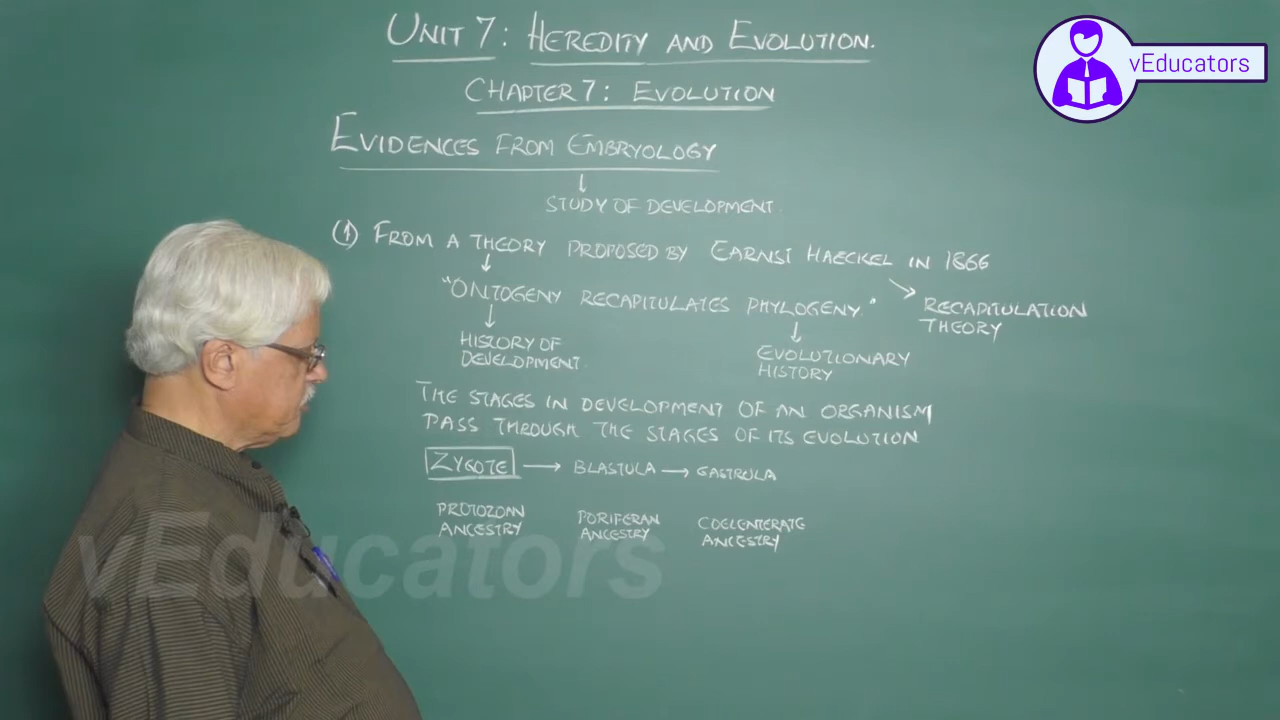 UNIT 7: HEREDITY AND EVOLUTION.
vEducators
CHAPTER 7: EVOLUTION
EVIDENCES FROM EMBRYOLOGY
STUDY OF DEVELOPMENT.
(1) FROM A THEORY PROPOSED BY EARNST HAECKEL IN 1866
"ONTOGENY RECAPITULATES PHYLOGENY"
RECAPITULATION
THEORY
HISTORY OF
DEVELOPMENT.
EVOLUTIONARY
HISTORY
THE STAGES IN DEVELOPMENT OF AN ORGANISM
PASS THROUGH THE STAGES OF ITS EVOLUTION
ZYGOTE → BLASTULA → GASTRULA
PROTOZOAN
ANCESTRY
PORIFERAN
ANCESTRY
COELENTERATE
ANCESTRY
vEducators